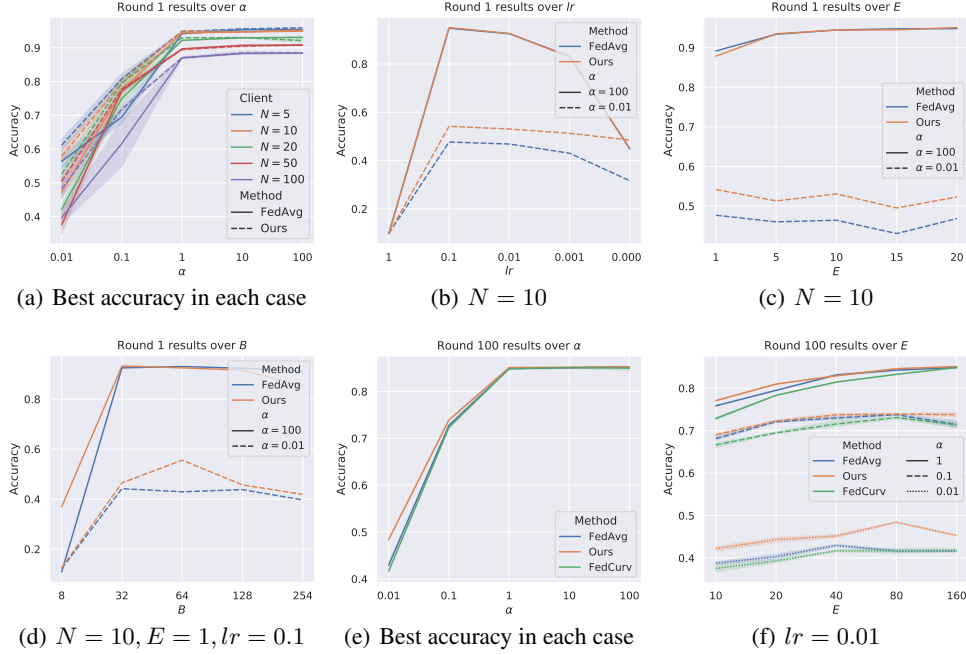 Round 1 results over α
Accuracy
0.9
0.8
0.7
0.6
0.5
0.4
Client
N = 5
N = 10
N = 20
N = 50
N = 100
Method
FedAvg
Ours
0.01 0.1 1 10 100
α
(a) Best accuracy in each case
Round 1 results over lr
Accuracy
0.8
0.6
0.4
0.2
Method
FedAvg
Ours
α
α = 100
α = 0.01
1 0.1 0.01 0.001 0.000
lr
(b) N = 10
Round 1 results over E
Accuracy
0.9
0.8
0.7
0.6
0.5
Method
FedAvg
Ours
α
α = 100
α = 0.01
1 5 10 15 20
E
(c) N = 10
Round 1 results over B
Accuracy
0.8
0.6
0.4
0.2
Method
FedAvg
Ours
α
α = 100
α = 0.01
8 32 64 128 254
B
(d) N = 10, E = 1, lr = 0.1
Round 100 results over α
Accuracy
0.8
0.7
0.6
0.5
0.4
Method
FedAvg
Ours
FedCurv
0.01 0.1 1 10 100
α
(e) Best accuracy in each case
Round 100 results over E
Accuracy
0.8
0.7
0.6
0.5
0.4
Method
FedAvg
Ours
FedCurv
α
1
0.1
0.01
10 20 40 80 160
E
(f) lr = 0.01